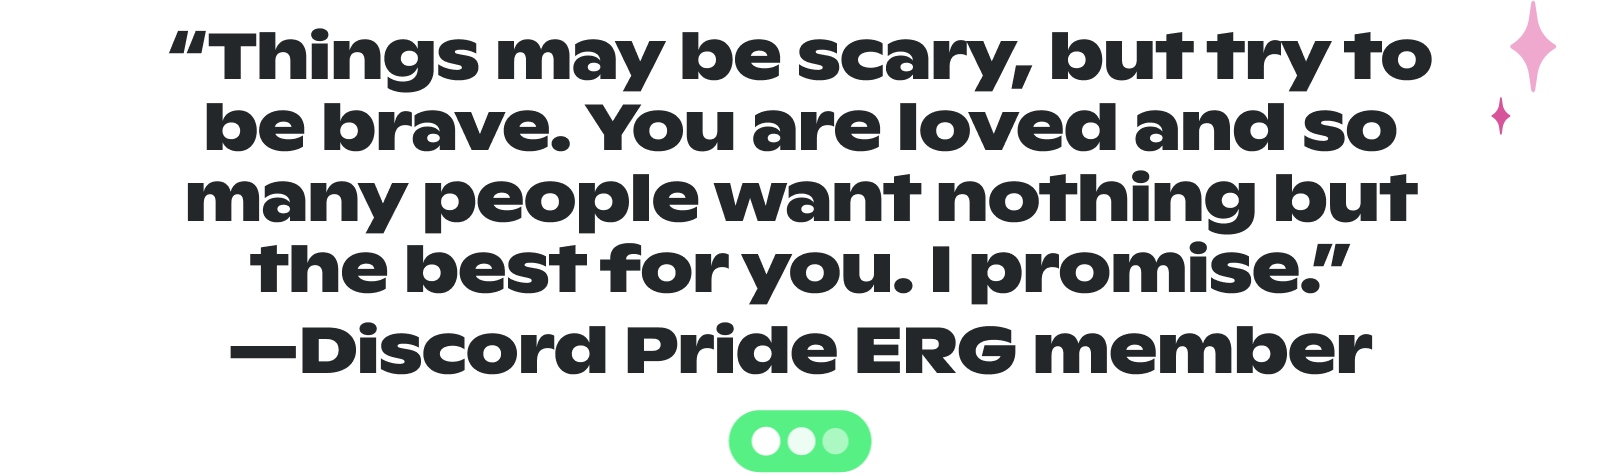 “Things may be scary, but try to
be brave. You are loved and so
many people want nothing but
the best for you. I promise.”
—Discord Pride ERG member